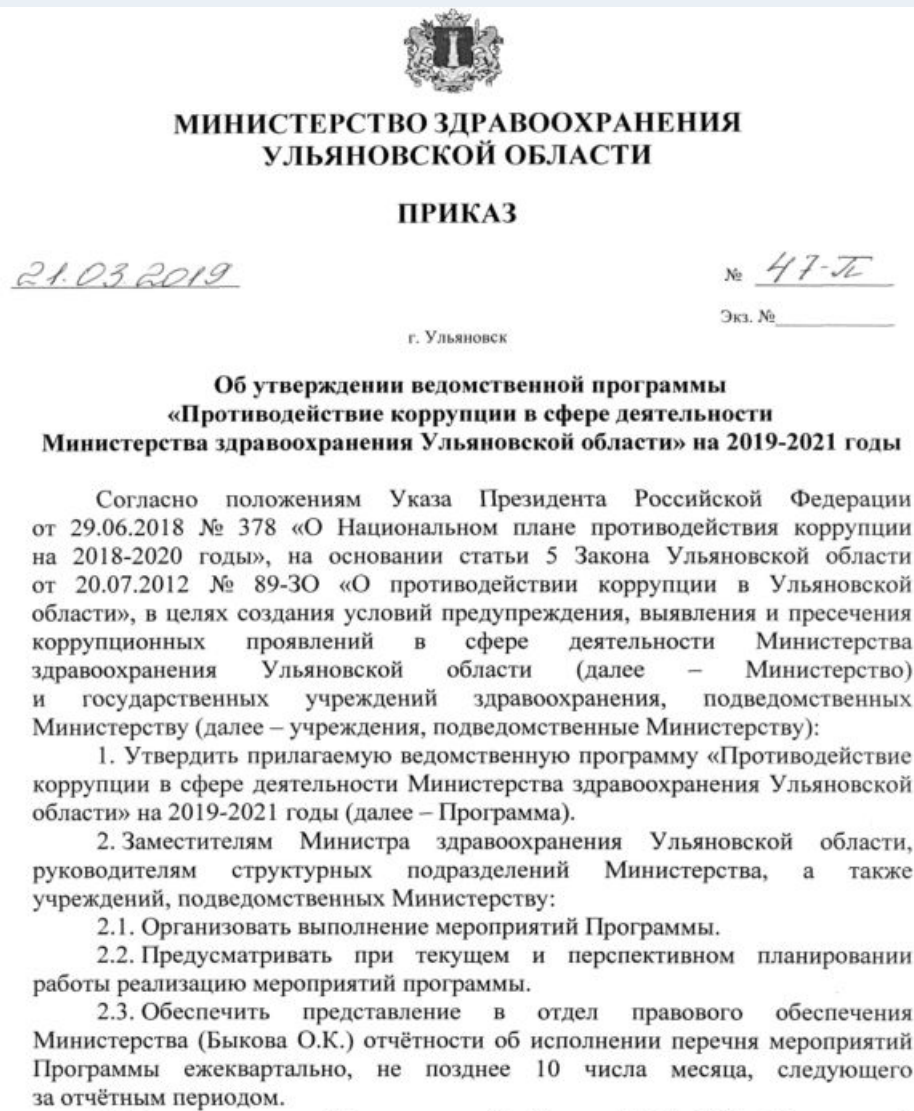 МИНИСТЕРСТВО ЗДРАВООХРАНЕНИЯ
УЛЬЯНОВСКОЙ ОБЛАСТИ
ПРИКАЗ
21.03.2019
№ 47-п
Экз. №
г. Ульяновск
Об утверждении ведомственной программы
«Противодействие коррупции в сфере деятельности
Министерства здравоохранения Ульяновской области» на 2019-2021 годы
Согласно положениям Указа Президента Российской Федерации
от 29.06.2018 № 378 «О Национальном плане противодействия коррупции
на 2018-2020 годы», на основании статьи 5 Закона Ульяновской области
от 20.07.2012 № 89-ЗО «О противодействии коррупции в Ульяновской
области», в целях создания условий предупреждения, выявления и пресечения
коррупционных проявлений в сфере деятельности Министерства
здравоохранения Ульяновской области (далее – Министерство)
и государственных учреждений здравоохранения, подведомственных
Министерству (далее – учреждения, подведомственные Министерству):
1. Утвердить прилагаемую ведомственную программу «Противодействие
коррупции в сфере деятельности Министерства здравоохранения Ульяновской
области» на 2019-2021 годы (далее – Программа).
2. Заместителям Министра здравоохранения Ульяновской области,
руководителям структурных подразделений Министерства, а также
учреждений, подведомственных Министерству:
2.1. Организовать выполнение мероприятий Программы.
2.2. Предусматривать при текущем и перспективном планировании
работы реализацию мероприятий программы.
2.3. Обеспечить представление в отдел правового обеспечения
Министерства (Быкова О.К.) отчётности об исполнении перечня мероприятий
Программы ежеквартально, не позднее 10 числа месяца, следующего
за отчётным периодом.